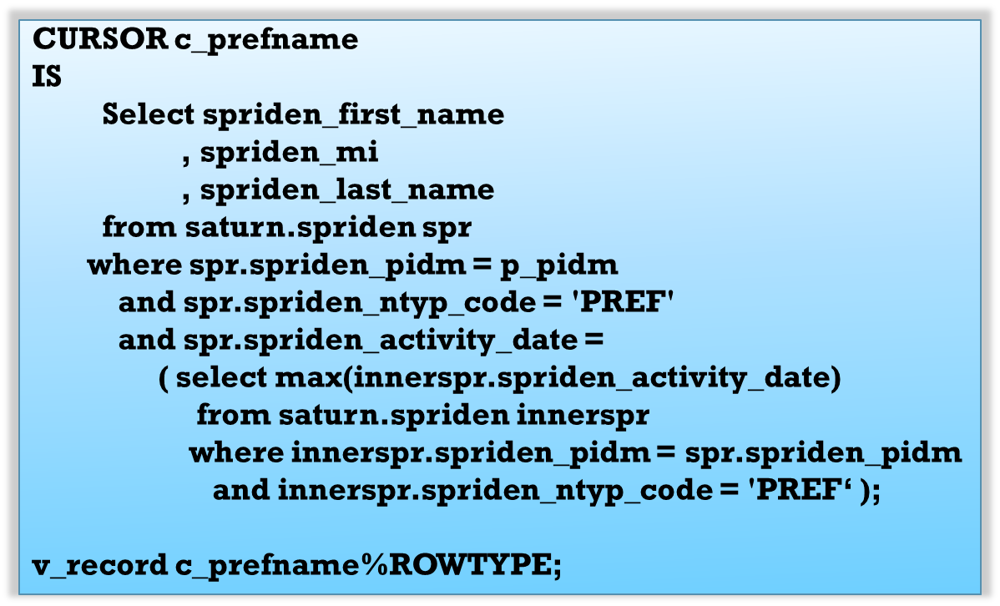 CURSOR c_prefname
IS
Select spriden_first_name
, spriden_mi
, spriden_last_name
from saturn.spriden spr
where spr.spriden_pidm = p_pidm
and spr.spriden_ntyp_code = 'PREF'
and spr.spriden_activity_date =
( select max(innerspr.spriden_activity_date)
from saturn.spriden innerspr
where innerspr.spriden_pidm = spr.spriden_pidm
and innerspr.spriden_ntyp_code = 'PREF‘ );
v_record c_prefname%ROWTYPE;